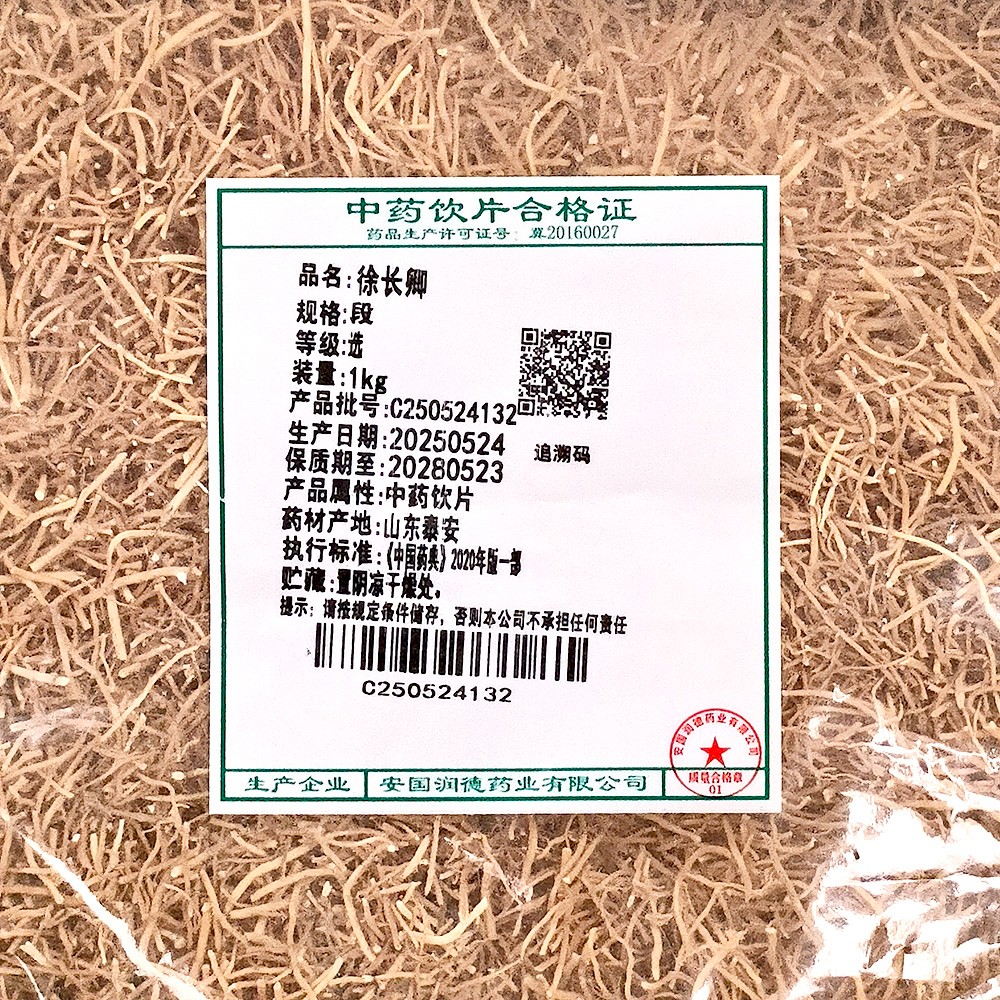 中药饮片合格证
药品生产许可证号：冀20160027
品名:徐长卿
规格:段
等级:选
装量:1kg
产品批号:C250524132
生产日期:20250524
保质期至:20280523
追溯码
产品属性:中药饮片
药材产地:山东泰安
执行标准:《中国药典》2020年版一部
贮藏:置阴凉干燥处。
提示：请按规定条件储存，否则本公司不承担任何责任
C250524132
生产企业 安国润德药业有限公司
安国润德药业有限公司
质量合格章
01